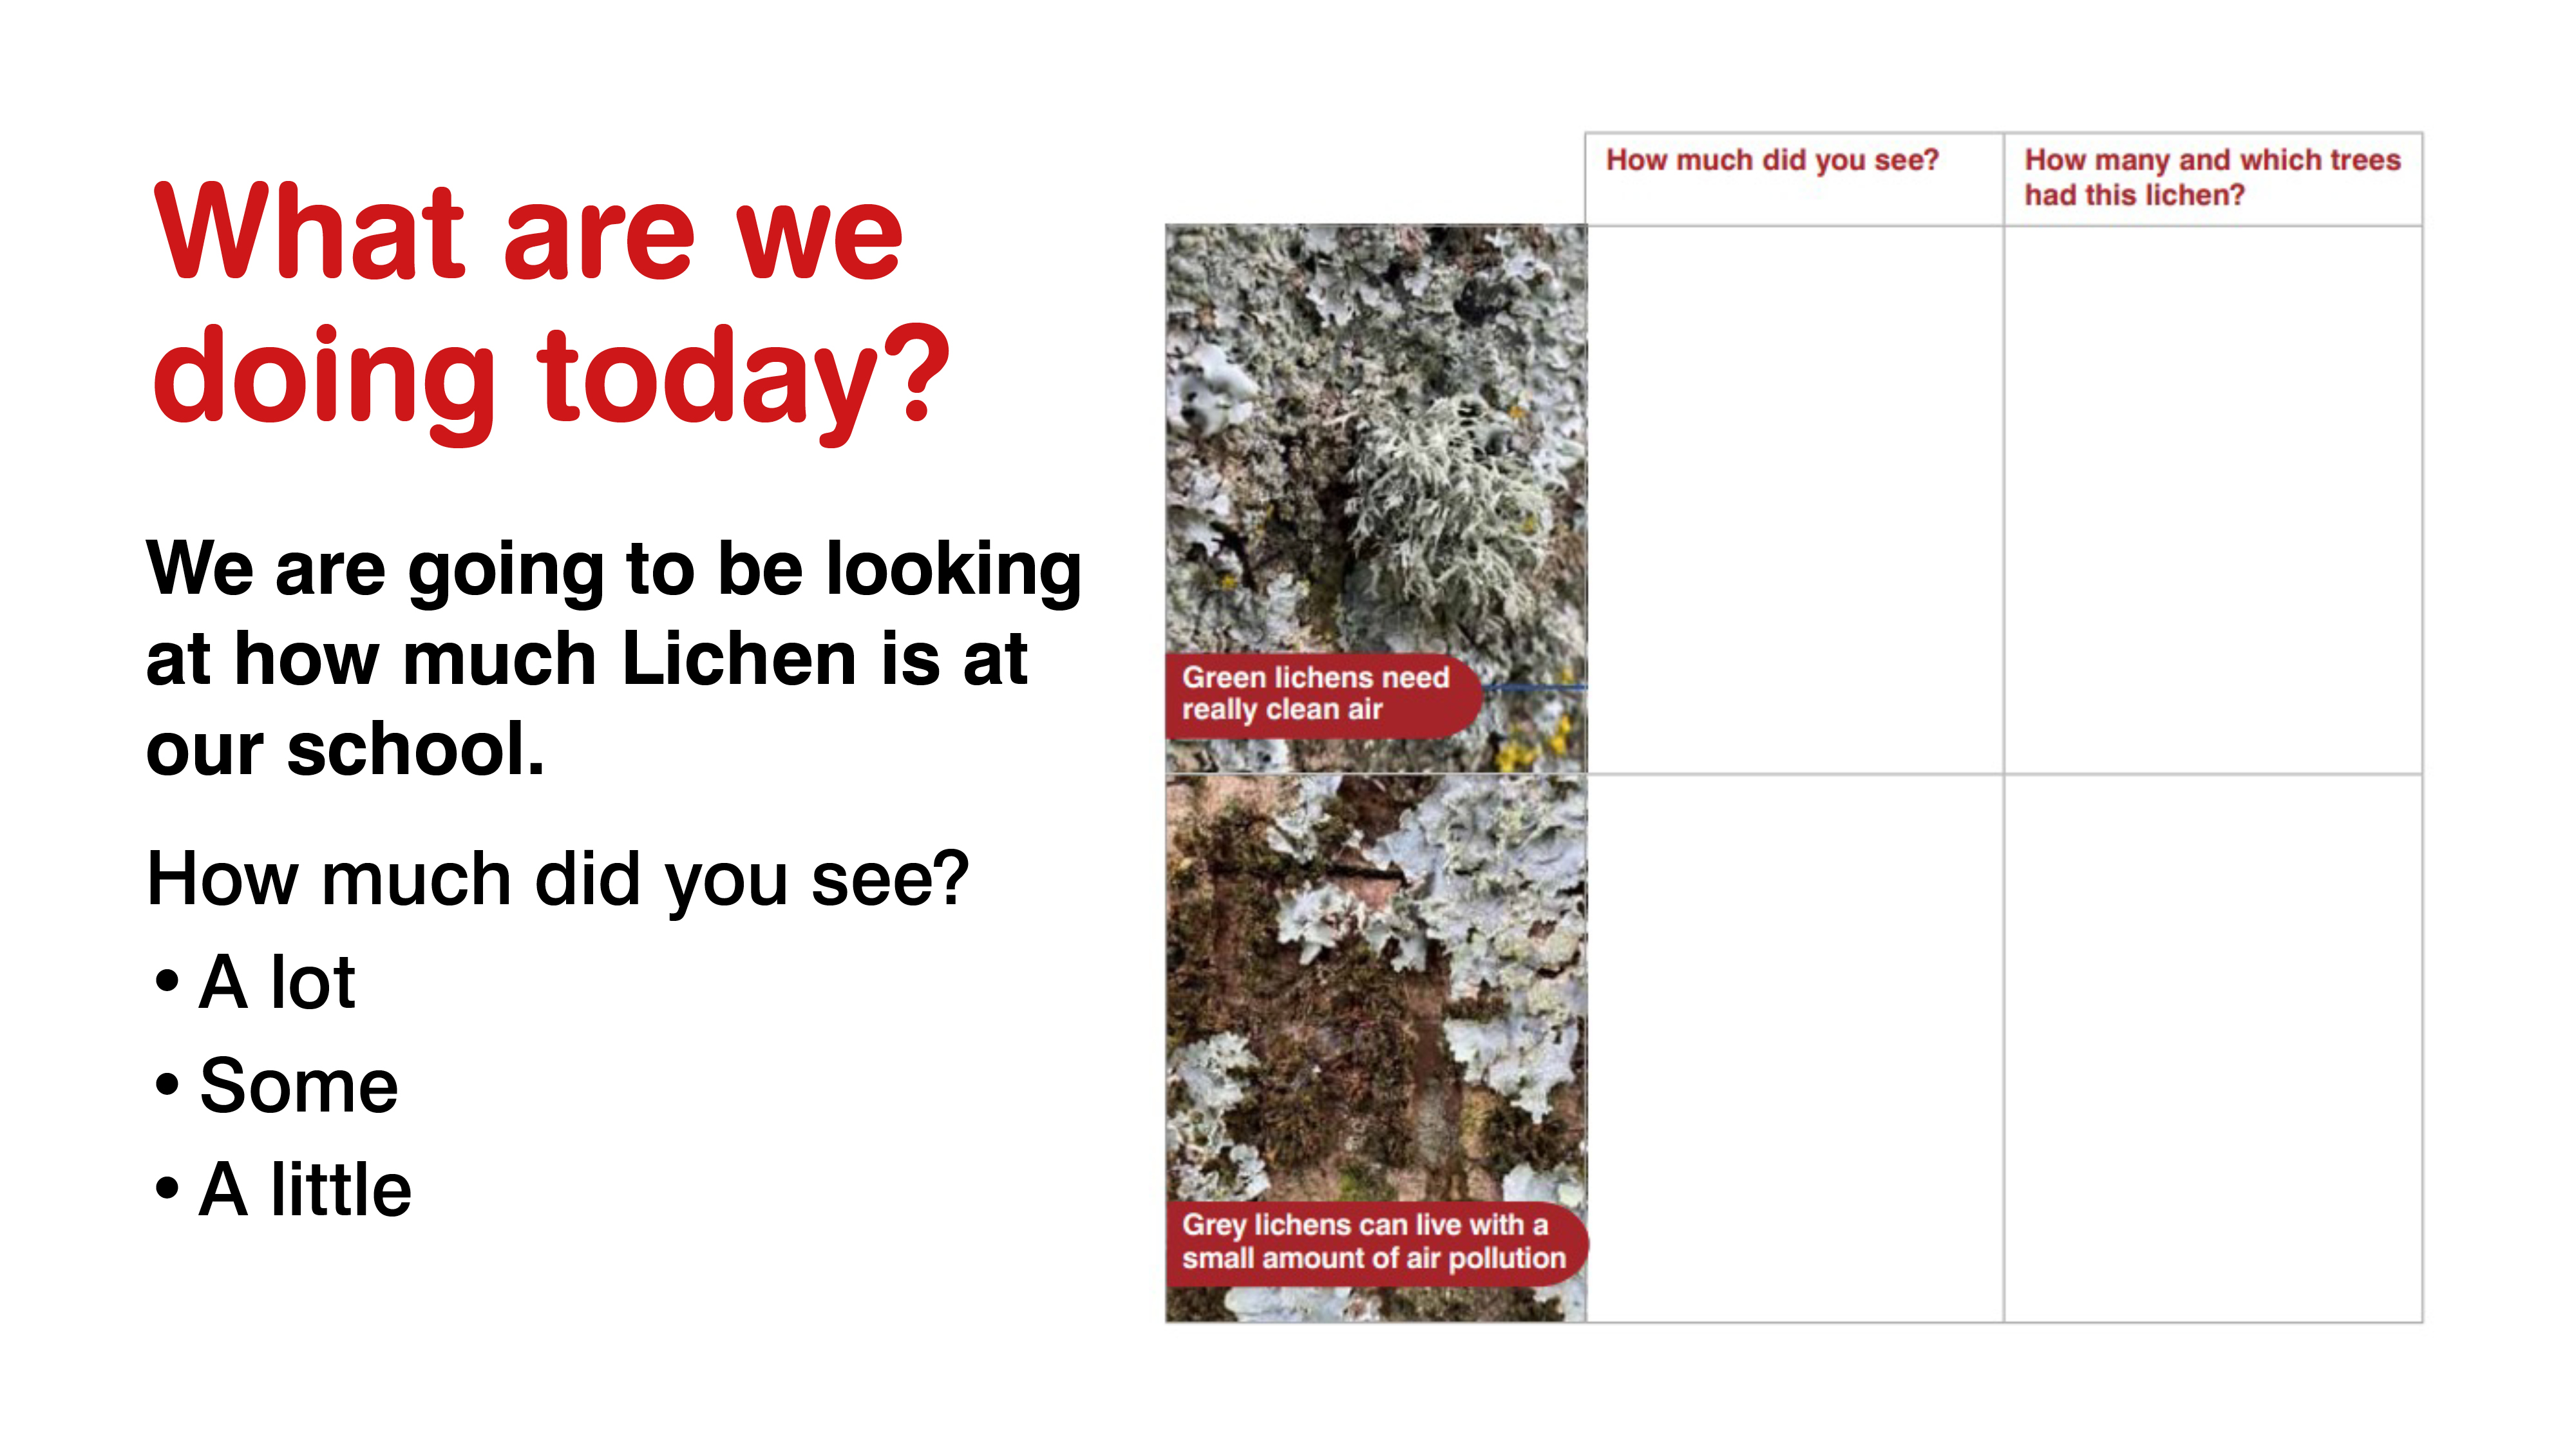 What are we
doing today?
We are going to be looking
at how much Lichen is at
our school.
How much did you see?
• A lot
• Some
• A little
How much did you see?
How many and which trees
had this lichen?
Green lichens need
really clean air
Grey lichens can live with a
small amount of air pollution